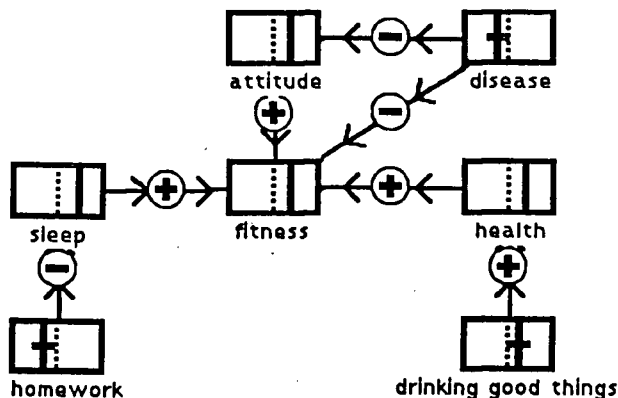 attitude
disease
sleep
fitness
health
homework
drinking good things